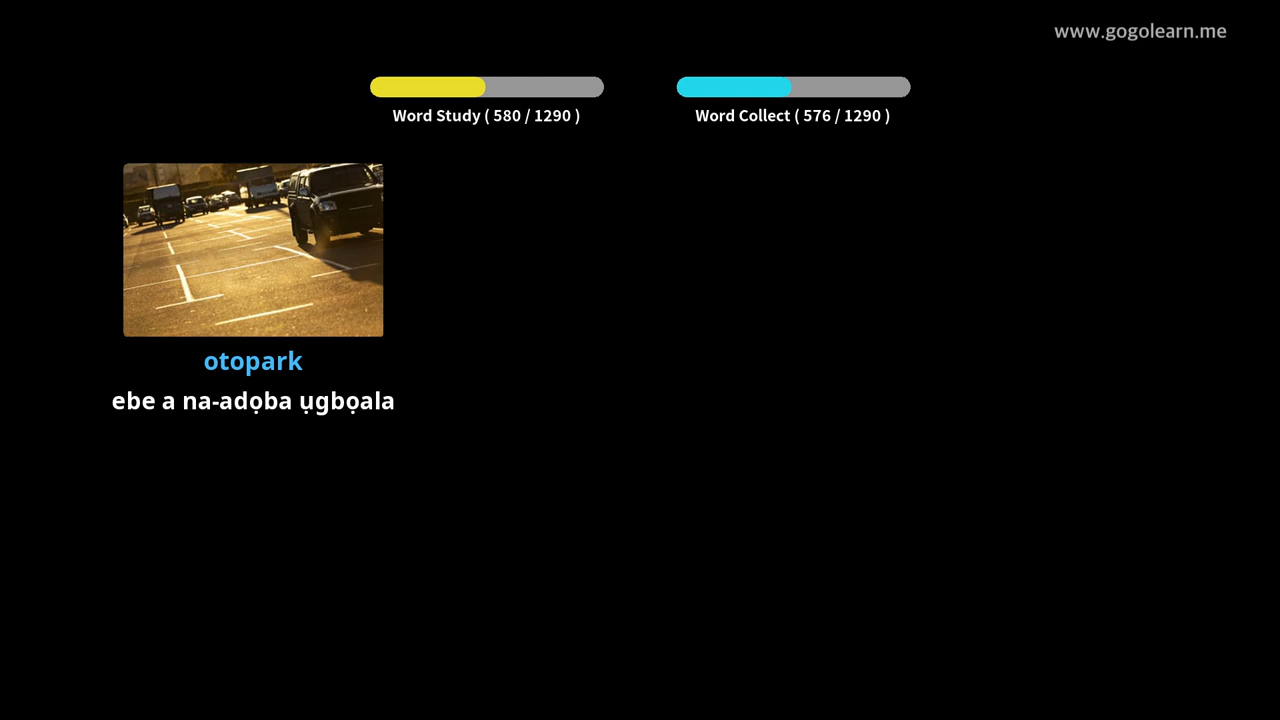 www.gogolearn.me
Word Study ( 580 / 1290 )
Word Collect ( 576 / 1290 )
otopark
ebe a na-adọba ụgbọala